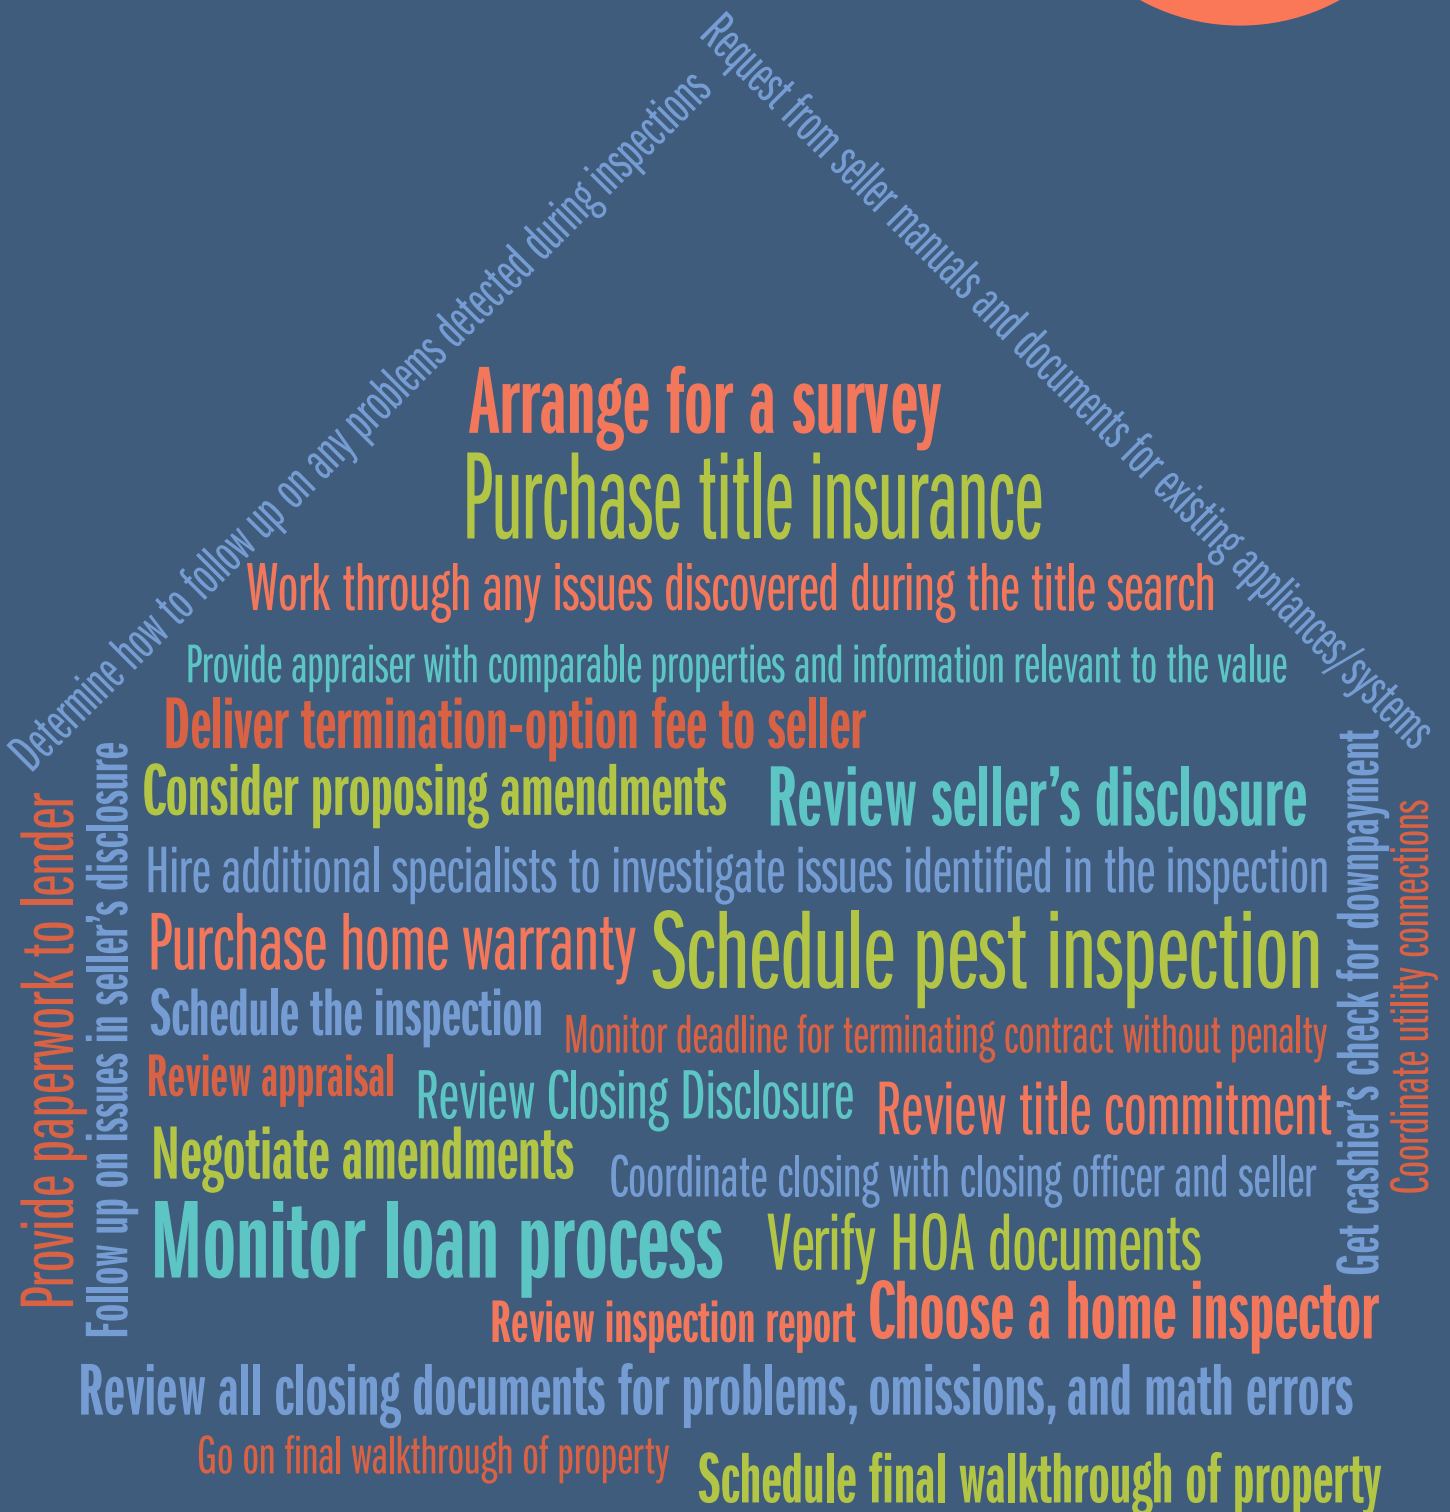 Determine how to follow up on any problems detected during inspections
Request from seller manuals and documents for existing appliances/systems
Arrange for a survey
Purchase title insurance
Work through any issues discovered during the title search
Provide appraiser with comparable properties and information relevant to the value
Deliver termination-option fee to seller
Consider proposing amendments
Review seller’s disclosure
Hire additional specialists to investigate issues identified in the inspection
Purchase home warranty
Schedule pest inspection
Schedule the inspection
Monitor deadline for terminating contract without penalty
Review appraisal
Review Closing Disclosure
Review title commitment
Negotiate amendments
Coordinate closing with closing officer and seller
Monitor loan process
Verify HOA documents
Review inspection report
Choose a home inspector
Provide paperwork to lender
Follow up on issues in seller’s disclosure
Get cashier’s check for downpayment
Coordinate utility connections
Review all closing documents for problems, omissions, and math errors
Go on final walkthrough of property
Schedule final walkthrough of property